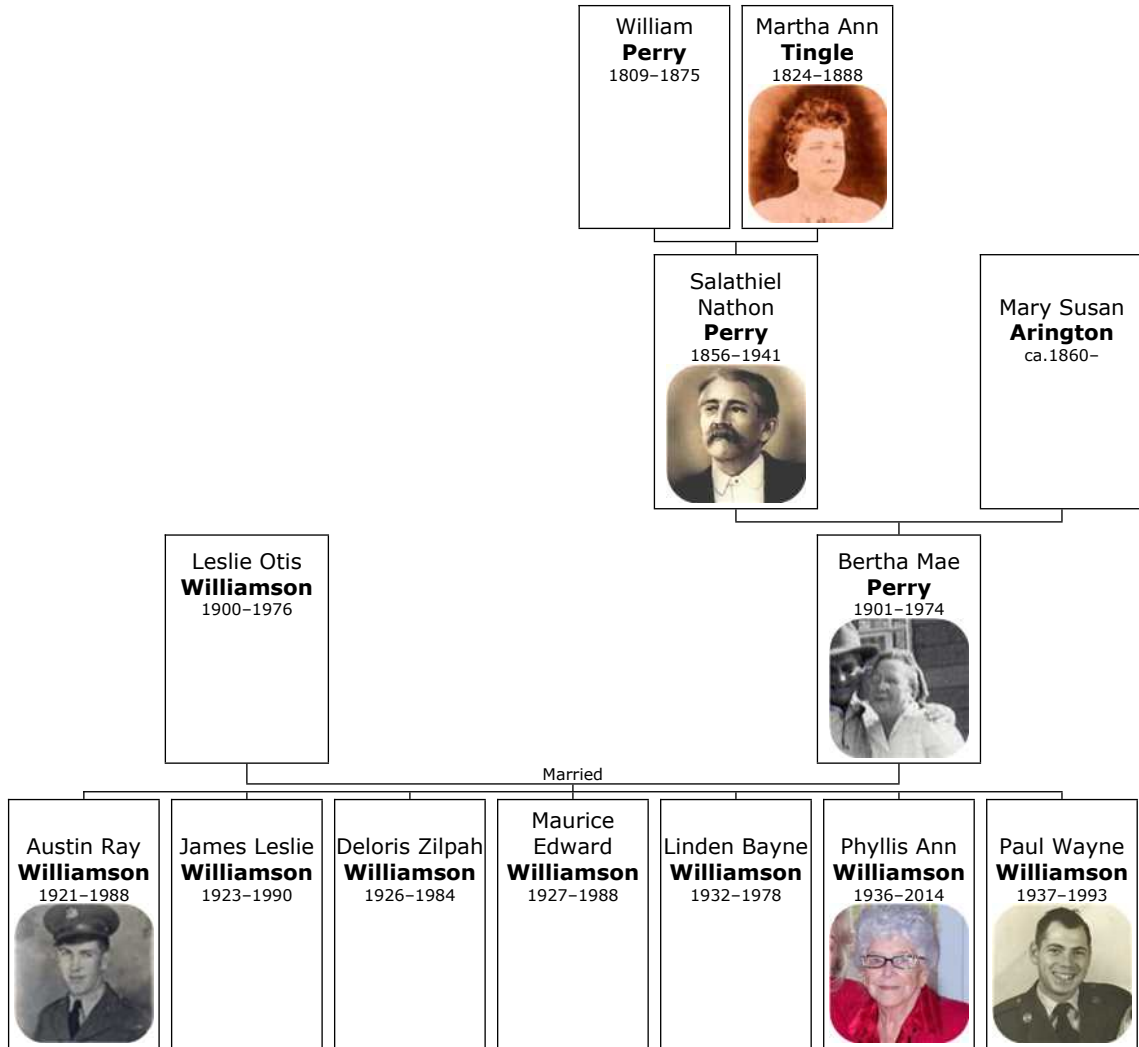 William
Perry
1809–1875
Martha Ann
Tingle
1824–1888
Salathiel
Nathon
Perry
1856–1941
Mary Susan
Arington
ca.1860–
Leslie Otis
Williamson
1900–1976
Bertha Mae
Perry
1901–1974
Married
Austin Ray
Williamson
1921–1988
James Leslie
Williamson
1923–1990
Deloris Zilpah
Williamson
1926–1984
Maurice
Edward
Williamson
1927–1988
Linden Bayne
Williamson
1932–1978
Phyllis Ann
Williamson
1936–2014
Paul Wayne
Williamson
1937–1993